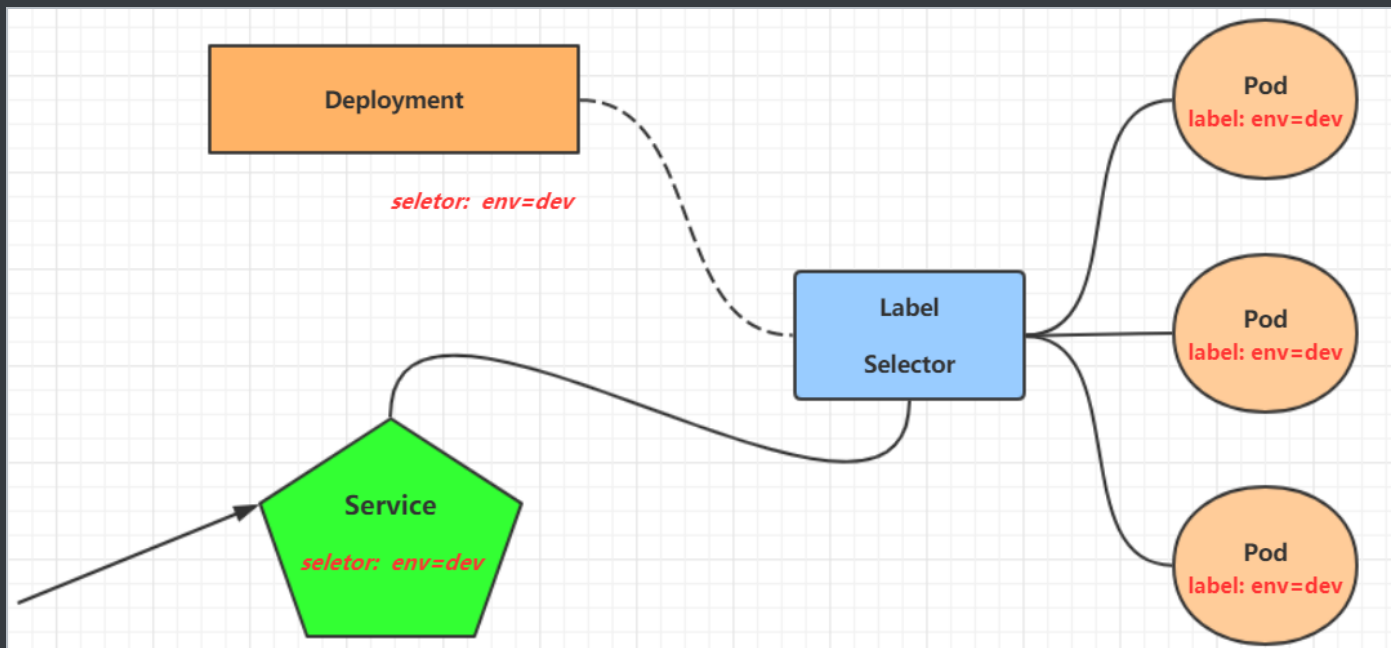 Deployment
seletor: env=dev
Label
Selector
Service
seletor: env=dev
Pod
label: env=dev
Pod
label: env=dev
Pod
label: env=dev